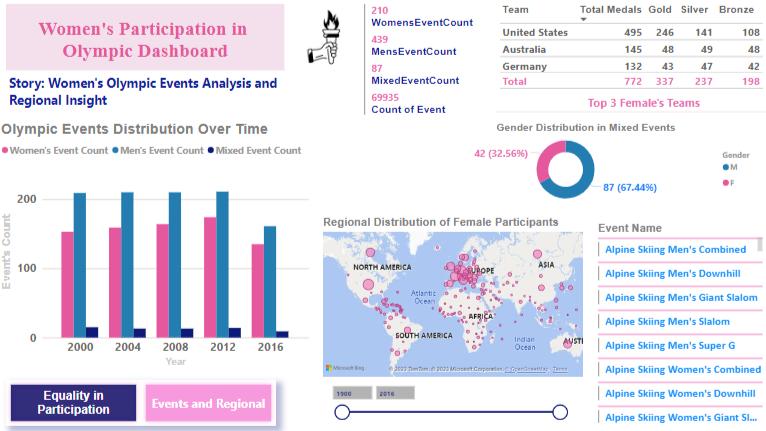 Women's Participation in
Olympic Dashboard
Story: Women's Olympic Events Analysis and
Regional Insight
210
WomensEventCount
439
MensEventCount
87
MixedEventCount
69935
Count of Event
Team Total Medals Gold Silver Bronze
United States 495 246 141 108
Australia 145 48 49 48
Germany 132 43 47 42
Total 772 337 237 198
Top 3 Female's Teams
Olympic Events Distribution Over Time
Women's Event Count Men's Event Count Mixed Event Count
Event's Count
200
100
0
2000 2004 2008 2012 2016
Year
Equality in
Participation
Events and Regional
Gender Distribution in Mixed Events
42 (32.56%)
87 (67.44%)
Gender
M
F
Regional Distribution of Female Participants
NORTH AMERICA
EUROPE
ASIA
Atlantic
Ocean
AFRICA
SOUTH AMERICA
Indian
Ocean
AUST
Microsoft Bing
© 2023 TomTom, © 2023 Microsoft Corporation, © OpenStreetMap Terms
1900 2016
Event Name
Alpine Skiing Men's Combined
Alpine Skiing Men's Downhill
Alpine Skiing Men's Giant Slalom
Alpine Skiing Men's Slalom
Alpine Skiing Men's Super G
Alpine Skiing Women's Combined
Alpine Skiing Women's Downhill
Alpine Skiing Women's Giant Sl...